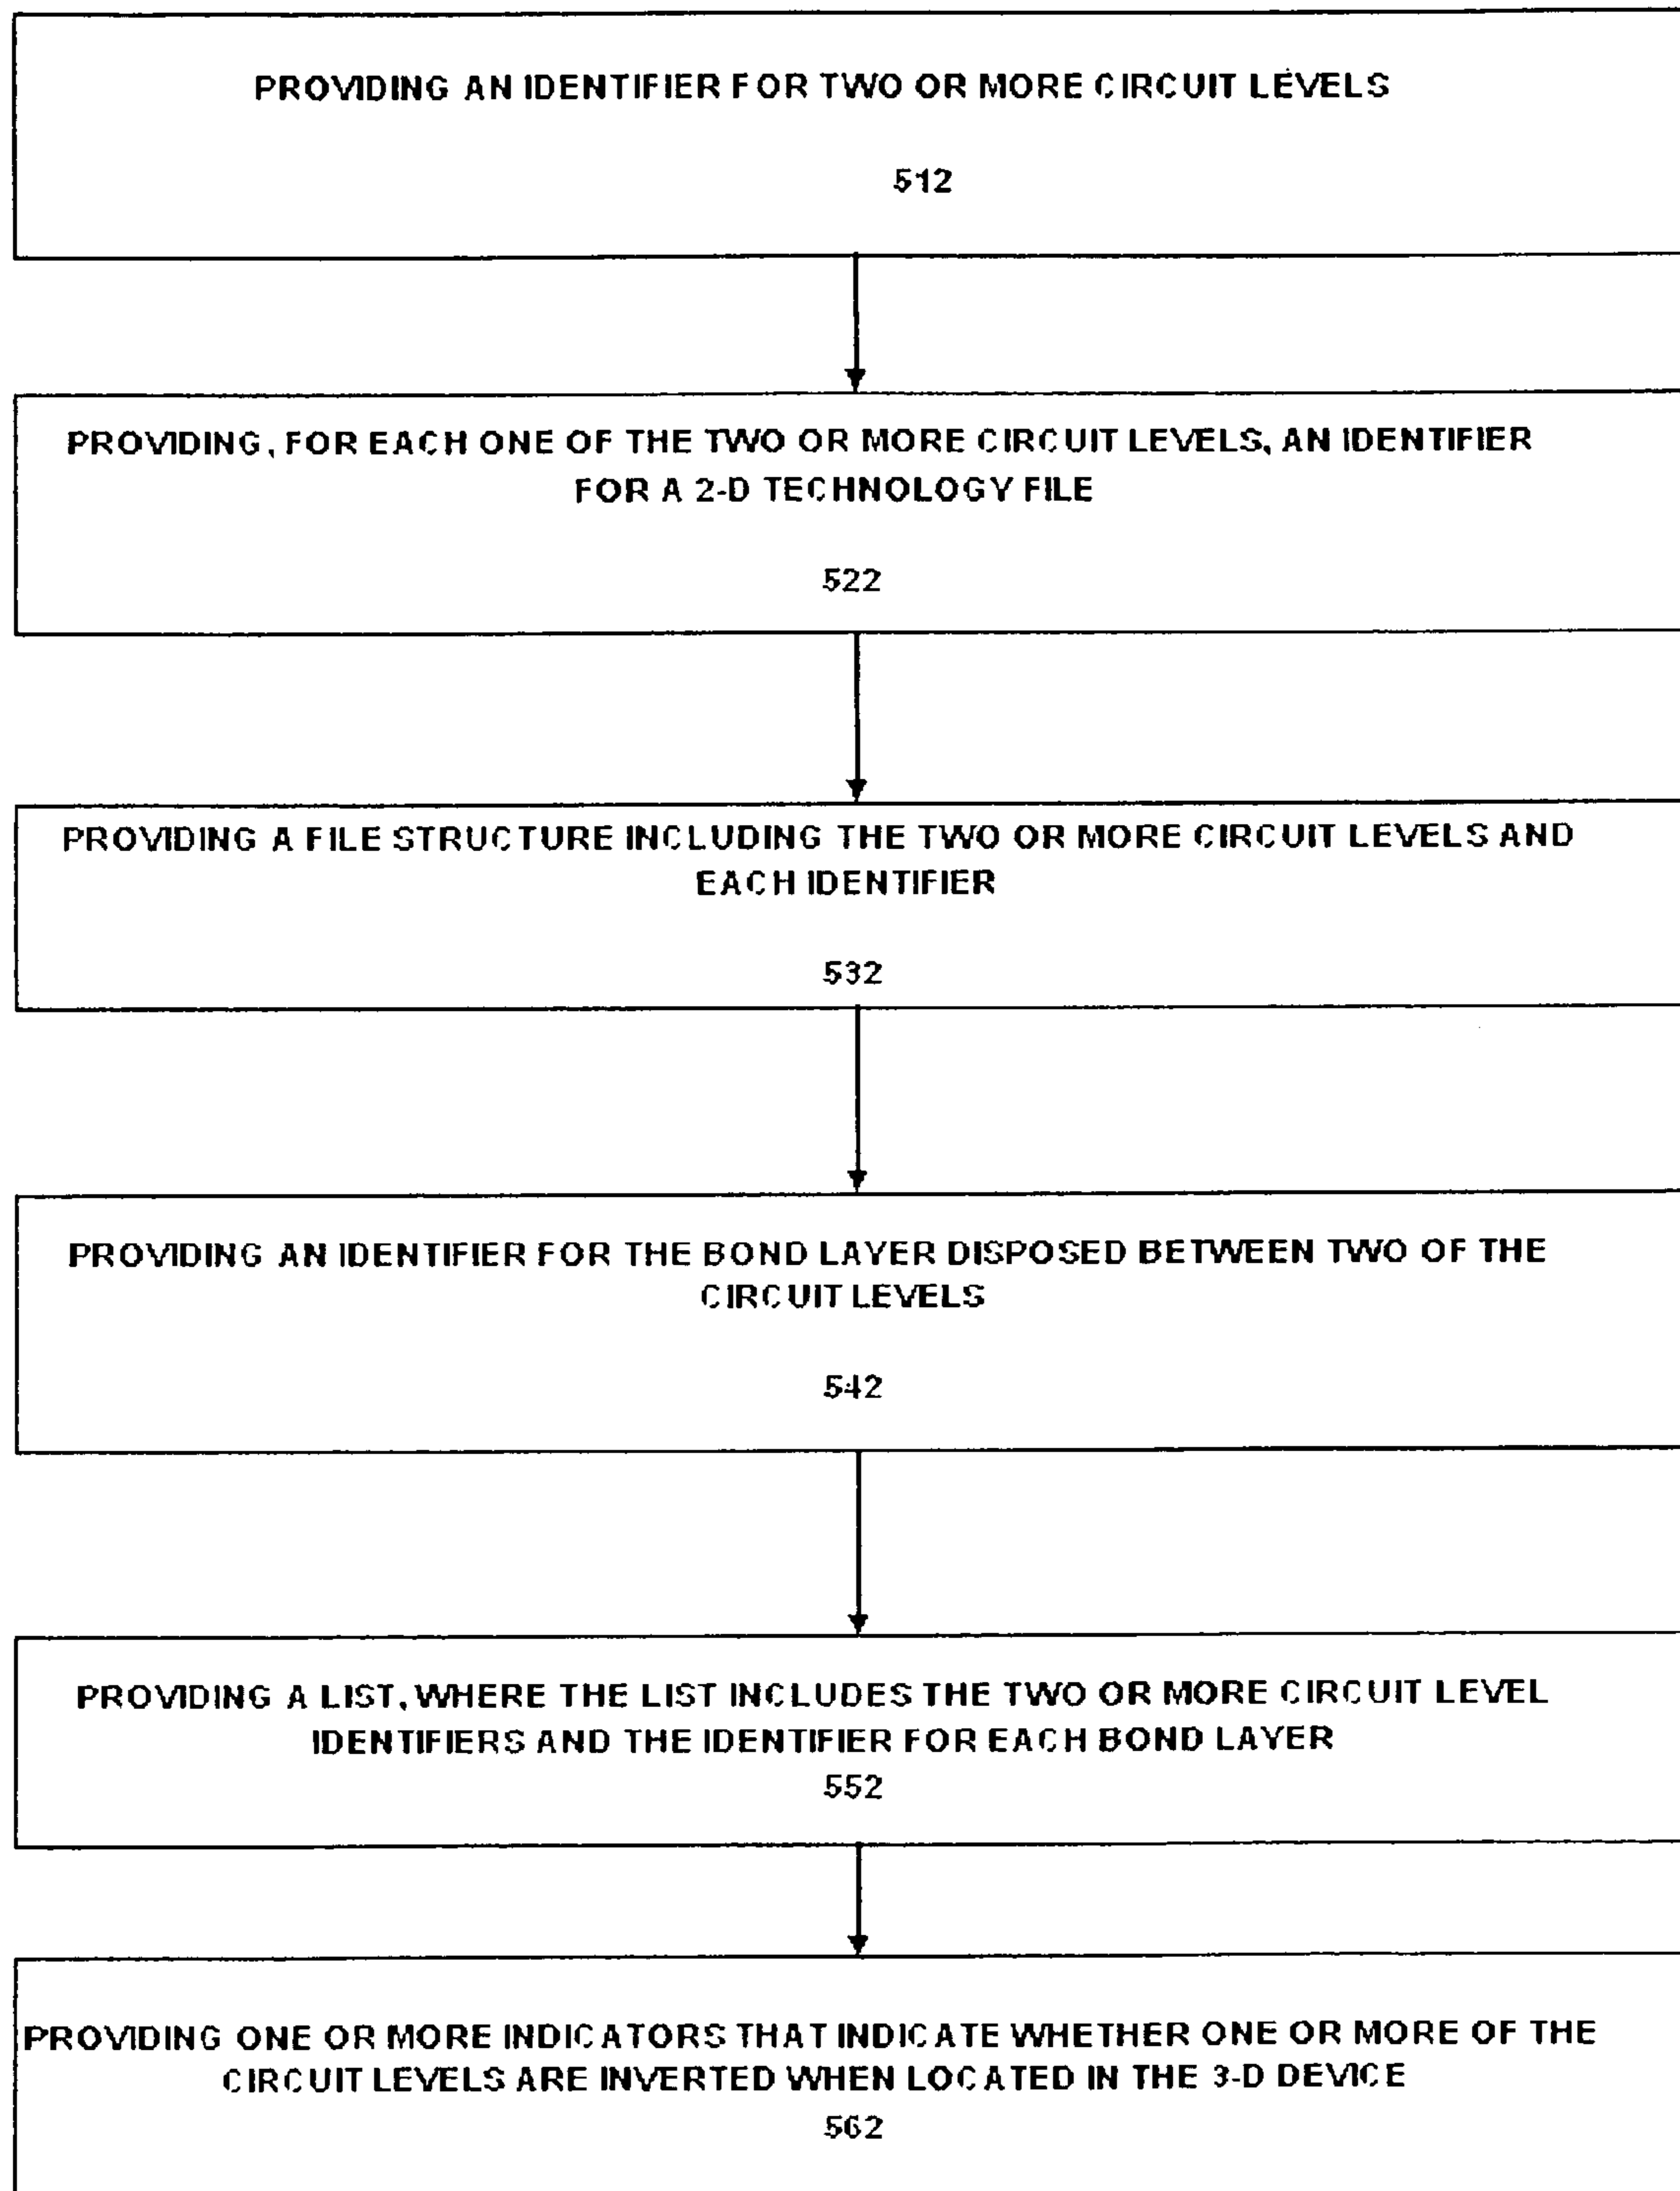 PROVIDING AN IDENTIFIER FOR TWO OR MORE CIRCUIT LEVELS
512
PROVIDING, FOR EACH ONE OF THE TWO OR MORE CIRCUIT LEVELS, AN IDENTIFIER
FOR A 2-D TECHNOLOGY FILE
522
PROVIDING A FILE STRUCTURE INCLUDING THE TWO OR MORE CIRCUIT LEVELS AND
EACH IDENTIFIER
532
PROVIDING AN IDENTIFIER FOR THE BOND LAYER DISPOSED BETWEEN TWO OF THE
CIRCUIT LEVELS
542
PROVIDING A LIST, WHERE THE LIST INCLUDES THE TWO OR MORE CIRCUIT LEVEL
IDENTIFIERS AND THE IDENTIFIER FOR EACH BOND LAYER
552
PROVIDING ONE OR MORE INDICATORS THAT INDICATE WHETHER ONE OR MORE OF THE
CIRCUIT LEVELS ARE INVERTED WHEN LOCATED IN THE 3-D DEVICE
562